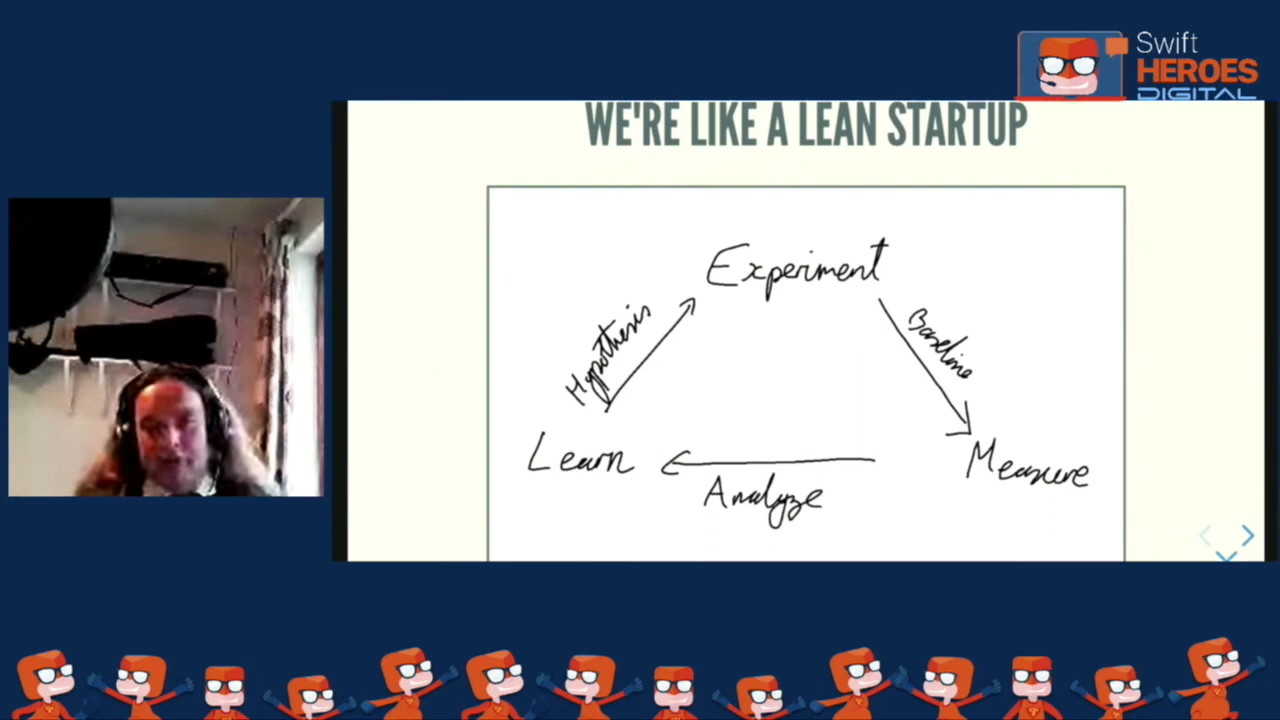 Swift
HEROES
DIGITAL
WE'RE LIKE A LEAN STARTUP
Experiment
Hypothesis
Baseline
Learn
Measure
Analyze